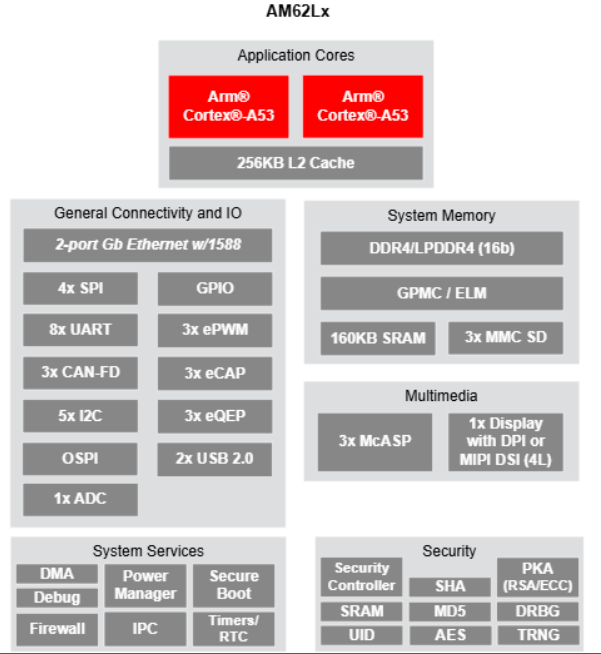 AM62Lx
Application Cores
Arm®
Cortex®-A53
Arm®
Cortex®-A53
256KB L2 Cache
General Connectivity and IO
2-port Gb Ethernet w/1588
4x SPI
GPIO
8x UART
3x ePWM
3x CAN-FD
3x eCAP
5x I2C
3x eQEP
OSPI
2x USB 2.0
1x ADC
System Memory
DDR4/LPDDR4 (16b)
GPMC / ELM
160KB SRAM
3x MMC SD
Multimedia
3x McASP
1x Display
with DPI or
MIPI DSI (4L)
System Services
DMA
Debug
Power
Manager
Secure
Boot
Firewall
IPC
Timers/
RTC
Security
Security
Controller
SHA
PKA
(RSA/ECC)
SRAM
MD5
DRBG
UID
AES
TRNG